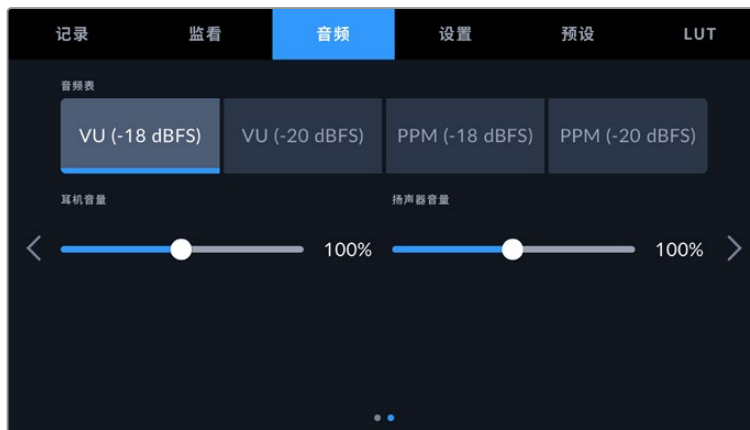 记录 监看 音频 设置 预设 LUT
音频表
VU (-18 dBFS) VU (-20 dBFS) PPM (-18 dBFS) PPM (-20 dBFS)
耳机音量 扬声器音量
100% 100%